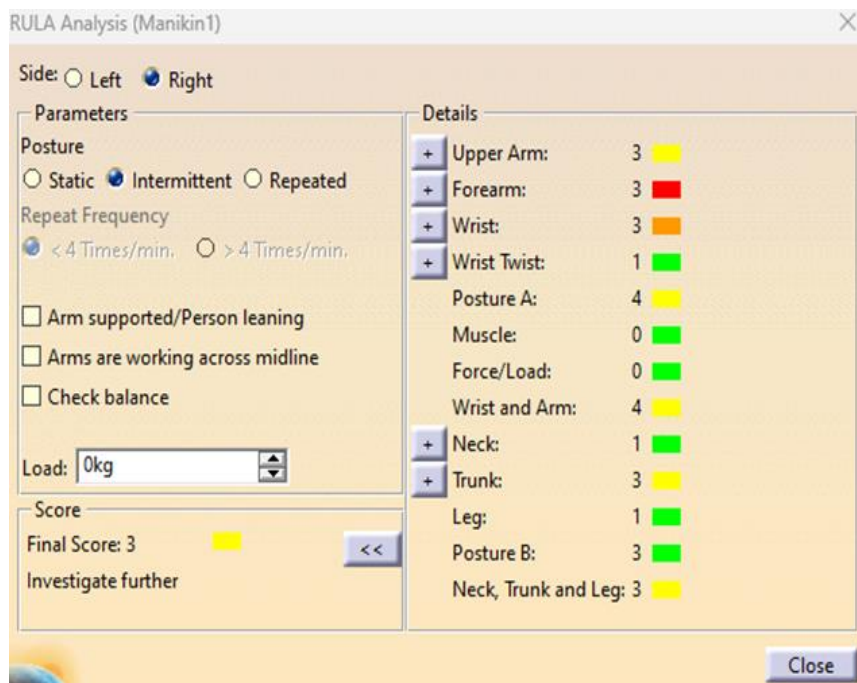 RULA Analysis (Manikin1)
Side: Left Right
Parameters
Posture
Static Intermittent Repeated
Repeat Frequency
< 4 Times/min. > 4 Times/min.
Arm supported/Person leaning
Arms are working across midline
Check balance
Load: 0kg
Score
Final Score: 3
<<
Investigate further
Details
+ Upper Arm: 3
+ Forearm: 3
+ Wrist: 3
+ Wrist Twist: 1
Posture A: 4
Muscle: 0
Force/Load: 0
Wrist and Arm: 4
+ Neck: 1
+ Trunk: 3
Leg: 1
Posture B: 3
Neck, Trunk and Leg: 3
Close